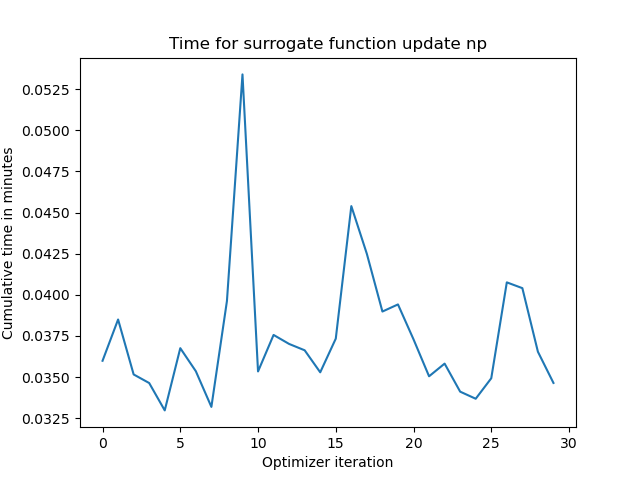 Time for surrogate function update np
Cumulative time in minutes
0.0525
0.0500
0.0475
0.0450
0.0425
0.0400
0.0375
0.0350
0.0325
0 5 10 15 20 25 30
Optimizer iteration